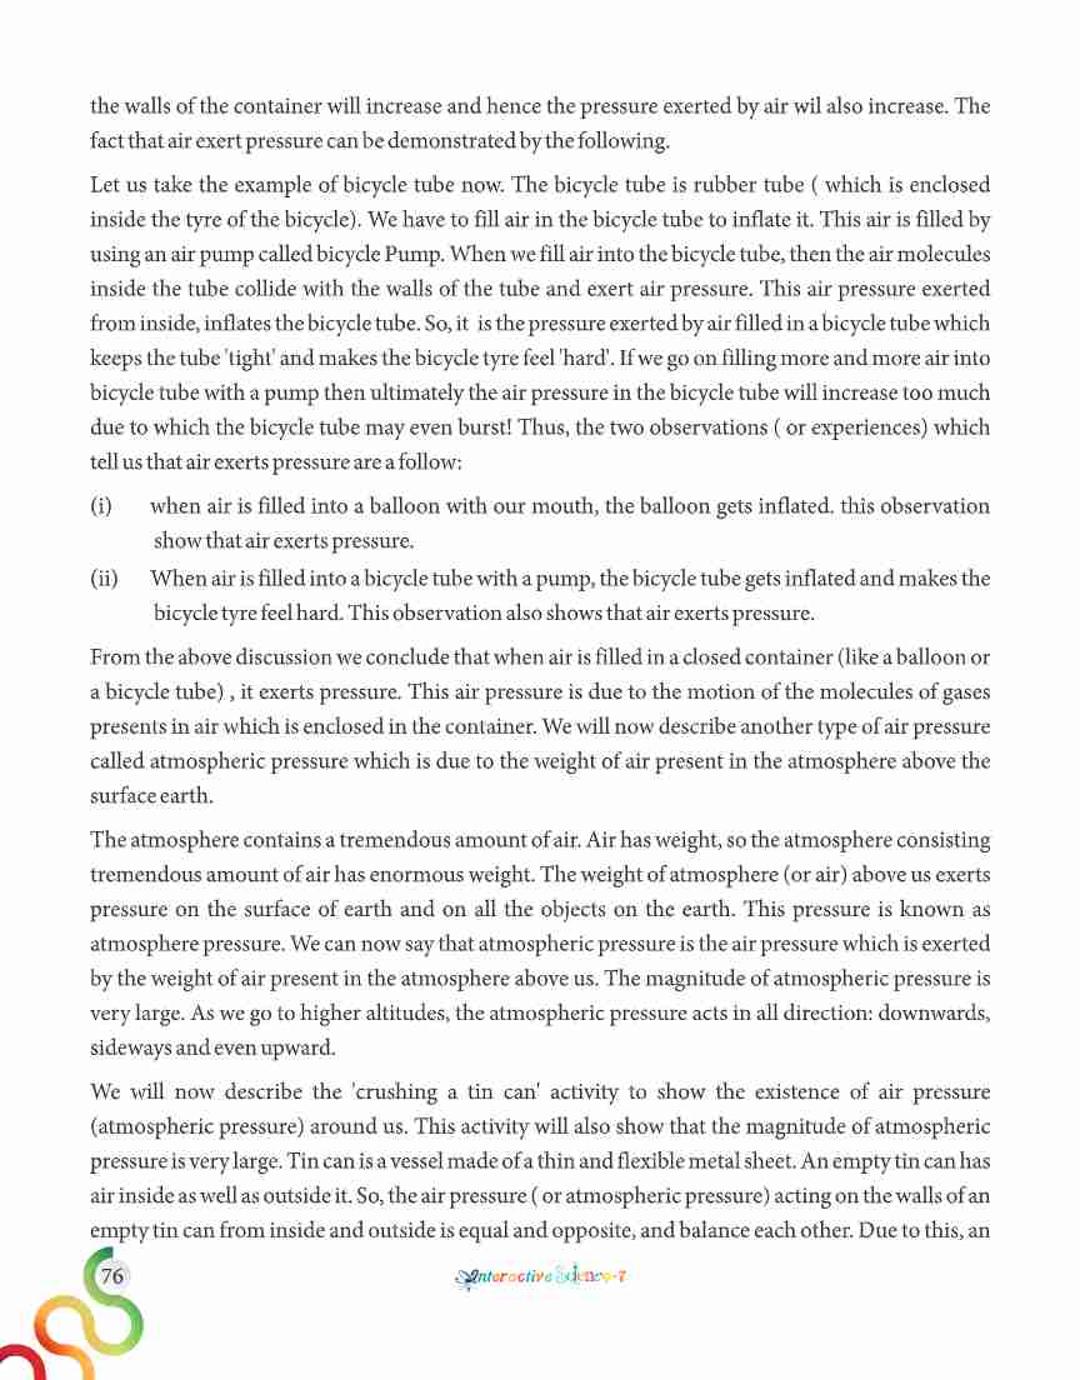 the walls of the container will increase and hence the pressure exerted by air wil also increase. The
fact that air exert pressure can be demonstrated by the following.
Let us take the example of bicycle tube now. The bicycle tube is rubber tube ( which is enclosed
inside the tyre of the bicycle). We have to fill air in the bicycle tube to inflate it. This air is filled by
using an air pump called bicycle Pump. When we fill air into the bicycle tube, then the air molecules
inside the tube collide with the walls of the tube and exert air pressure. This air pressure exerted
from inside, inflates the bicycle tube. So, it is the pressure exerted by air filled in a bicycle tube which
keeps the tube 'tight' and makes the bicycle tyre feel 'hard'. If we go on filling more and more air into
bicycle tube with a pump then ultimately the air pressure in the bicycle tube will increase too much
due to which the bicycle tube may even burst! Thus, the two observations ( or experiences) which
tell us that air exerts pressure are a follow:
(i) when air is filled into a balloon with our mouth, the balloon gets inflated. this observation
show that air exerts pressure.
(ii) When air is filled into a bicycle tube with a pump, the bicycle tube gets inflated and makes the
bicycle tyre feel hard. This observation also shows that air exerts pressure.
From the above discussion we conclude that when air is filled in a closed container (like a balloon or
a bicycle tube) , it exerts pressure. This air pressure is due to the motion of the molecules of gases
presents in air which is enclosed in the container. We will now describe another type of air pressure
called atmospheric pressure which is due to the weight of air present in the atmosphere above the
surface earth.
The atmosphere contains a tremendous amount of air. Air has weight, so the atmosphere consisting
tremendous amount of air has enormous weight. The weight of atmosphere (or air) above us exerts
pressure on the surface of earth and on all the objects on the earth. This pressure is known as
atmosphere pressure. We can now say that atmospheric pressure is the air pressure which is exerted
by the weight of air present in the atmosphere above us. The magnitude of atmospheric pressure is
very large. As we go to higher altitudes, the atmospheric pressure acts in all direction: downwards,
sideways and even upward.
We will now describe the 'crushing a tin can' activity to show the existence of air pressure
(atmospheric pressure) around us. This activity will also show that the magnitude of atmospheric
pressure is very large. Tin can is a vessel made of a thin and flexible metal sheet. An empty tin can has
air inside as well as outside it. So, the air pressure ( or atmospheric pressure) acting on the walls of an
empty tin can from inside and outside is equal and opposite, and balance each other. Due to this, an
76
Interactive Science-7